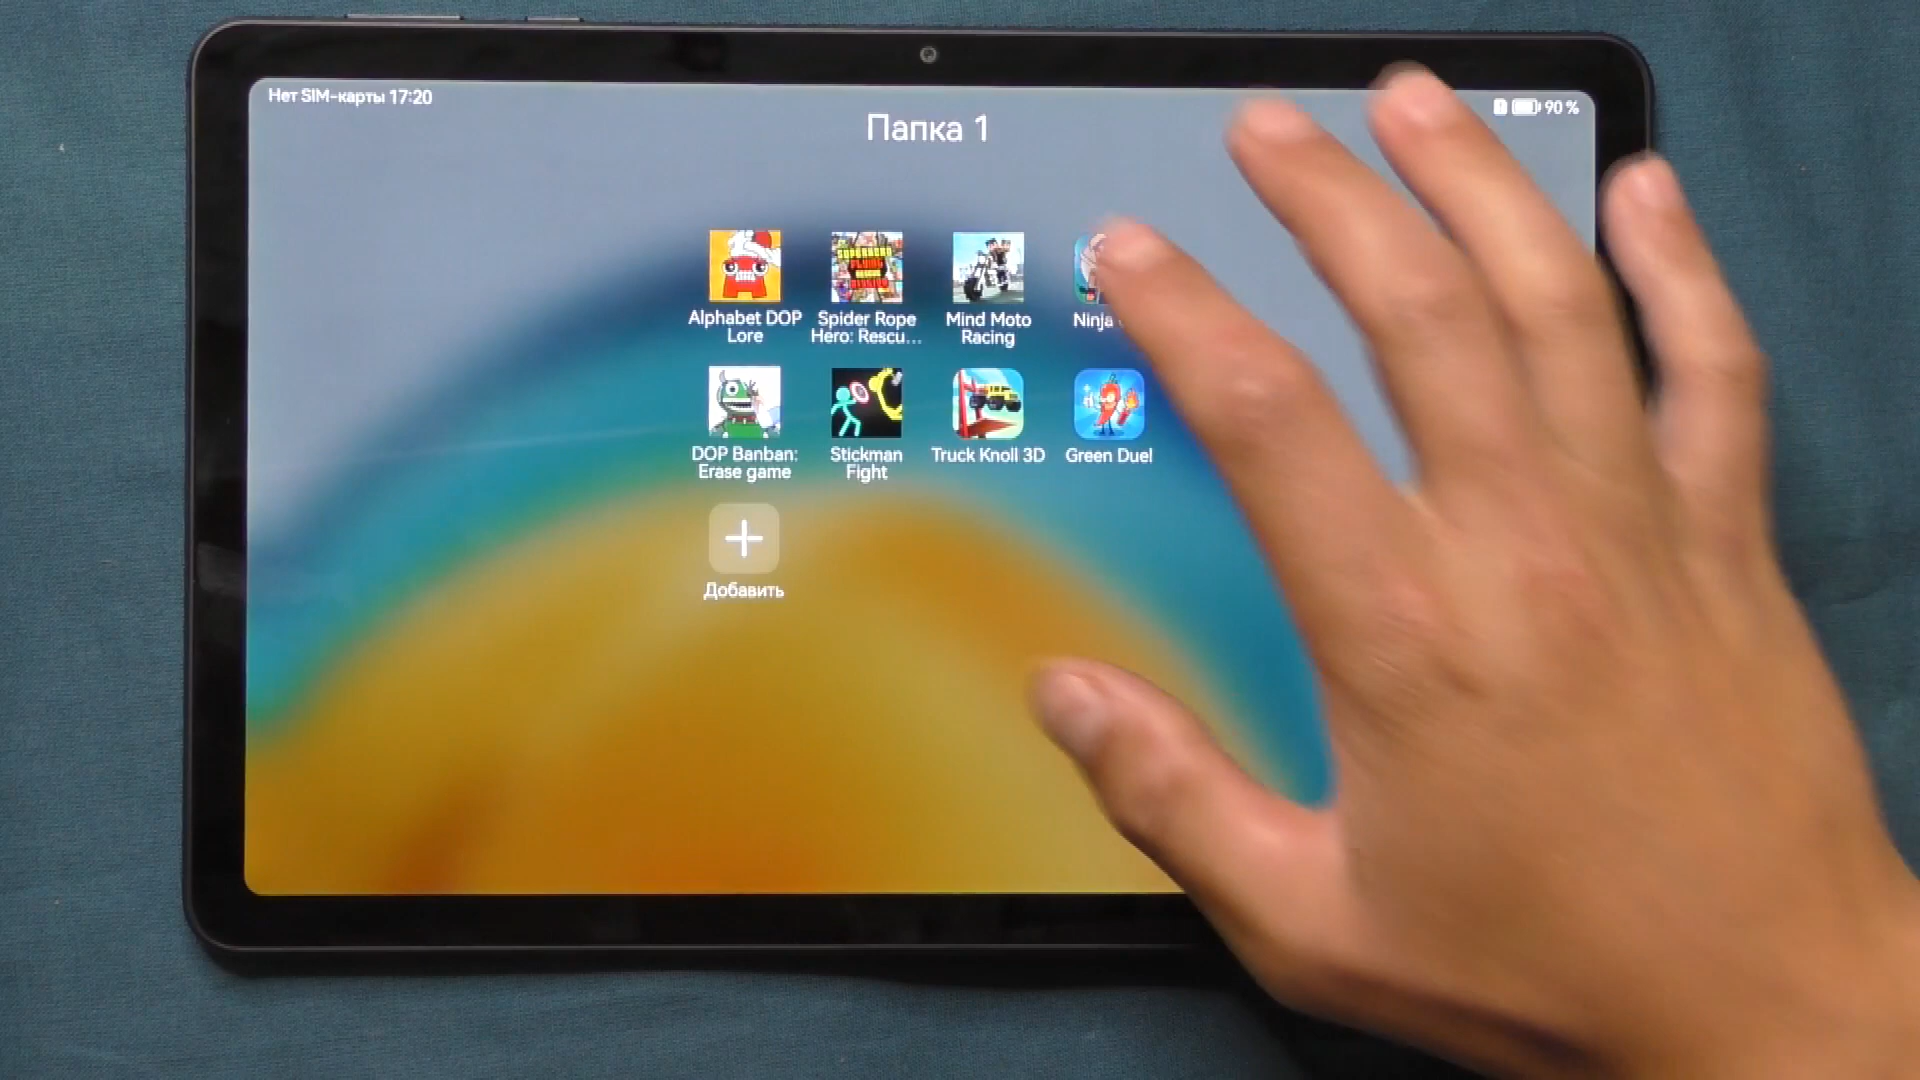 Нет SIM-карты 17:20
90 %
Папка 1
Alphabet DOP
Lore
Spider Rope
Hero: Rescu...
Mind Moto
Racing
Ninja
DOP Banban:
Erase game
Stickman
Fight
Truck Knoll 3D
Green Duel
Добавить